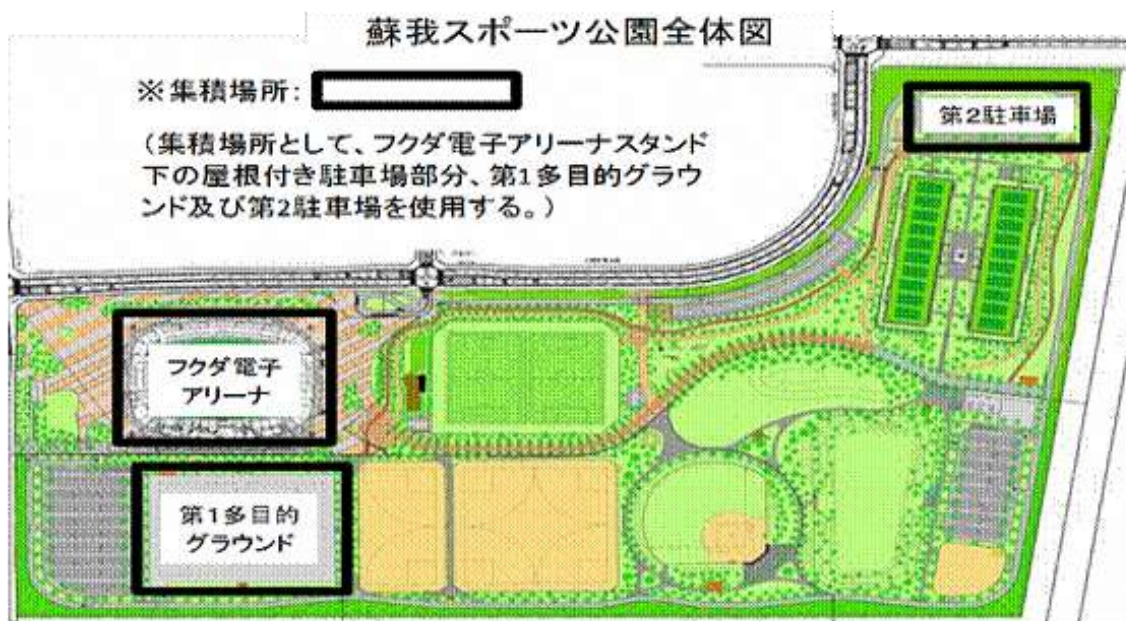 蘇我スポーツ公園全体図
※集積場所:
(集積場所として、フクダ電子アリーナスタンド
下の屋根付き駐車場部分、第1多目的グラウ
ンド及び第2駐車場を使用する。)
第2駐車場
フクダ電子
アリーナ
第1多目的
グラウンド